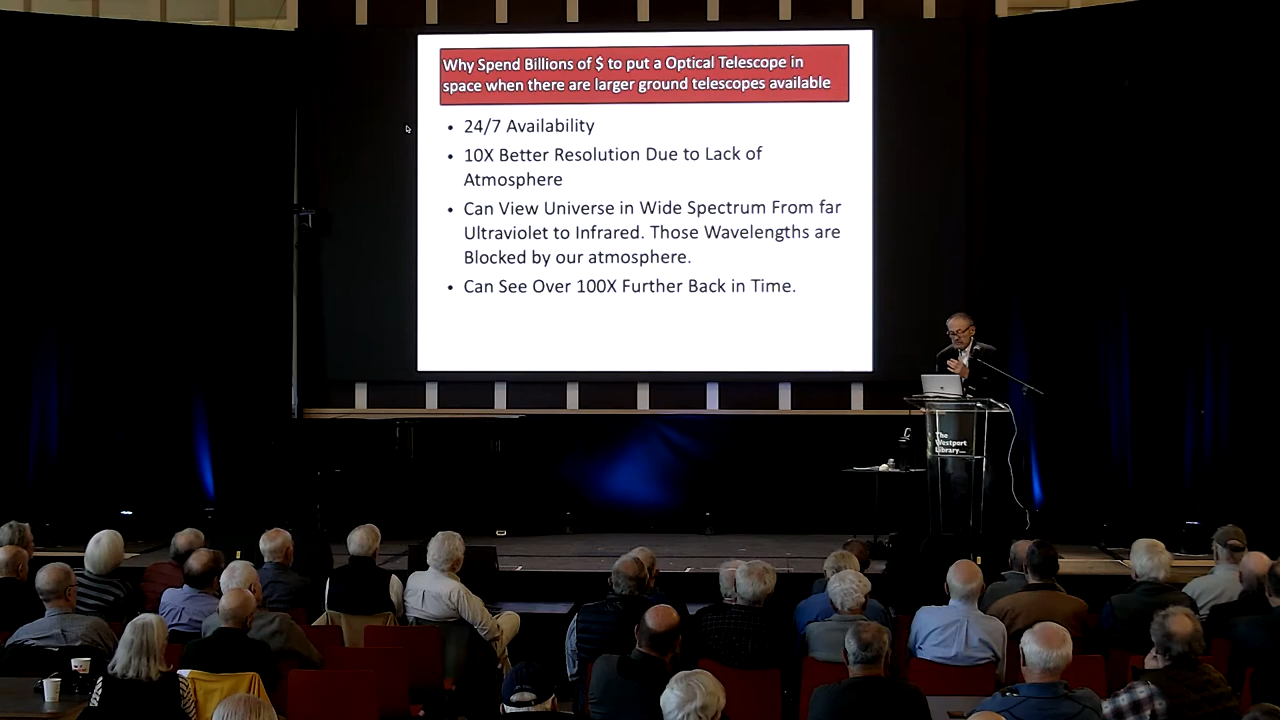 Why Spend Billions of $ to put a Optical Telescope in
space when there are larger ground telescopes available
• 24/7 Availability
• 10X Better Resolution Due to Lack of
Atmosphere
• Can View Universe in Wide Spectrum From far
Ultraviolet to Infrared. Those Wavelengths are
Blocked by our atmosphere.
• Can See Over 100X Further Back in Time.
The
Westport
Library